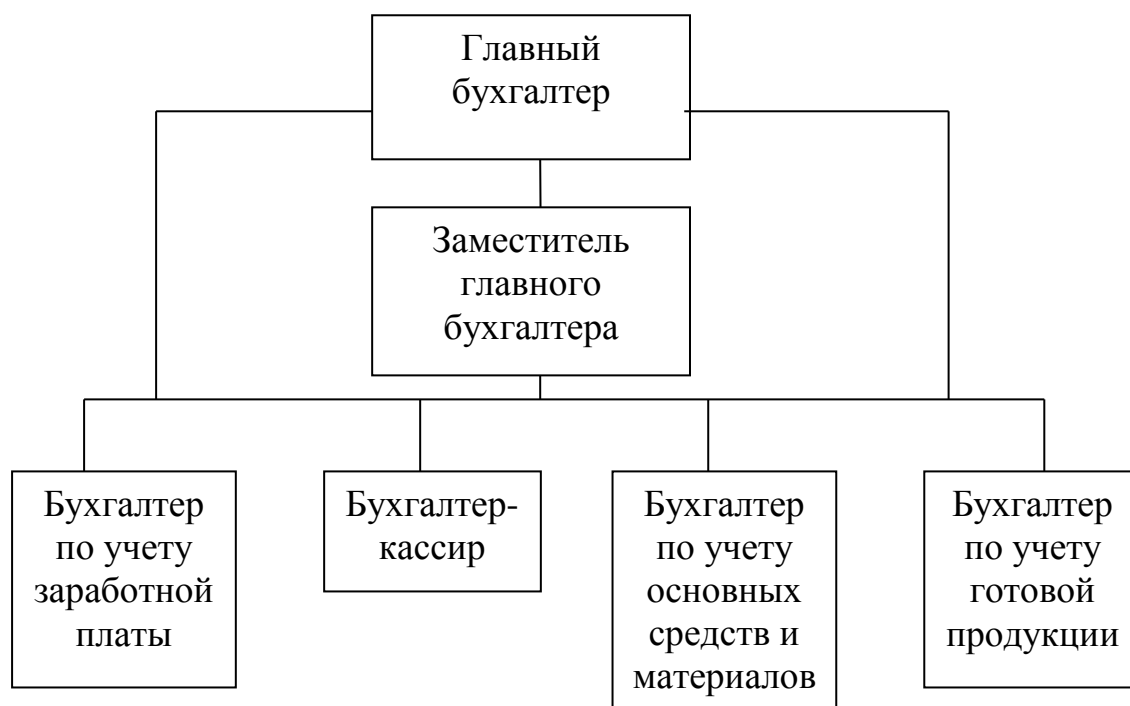 Главный
бухгалтер
Заместитель
главного
бухгалтера
Бухгалтер
по учету
заработной
платы
Бухгалтер-
кассир
Бухгалтер
по учету
основных
средств и
материалов
Бухгалтер
по учету
готовой
продукции